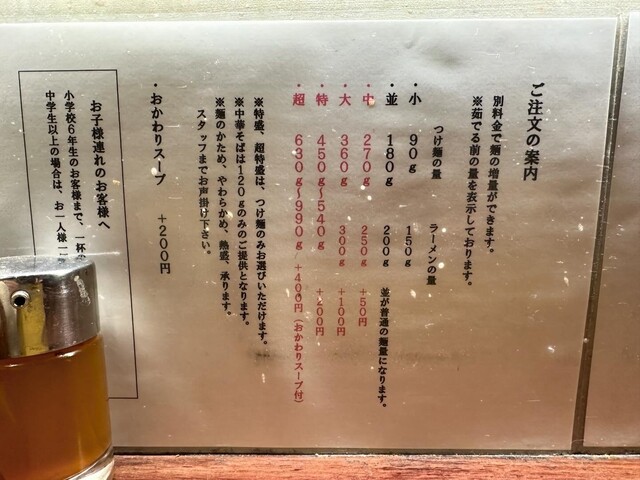 ご注文の案内
別料金で麺の増量ができます。
※茹でる前の量を表示しております。
つけ麺の量 ラーメンの量
・小 90g 150g
・並 180g 200g 並が普通の麺量になります。
・中 270g 250g +50円
・大 360g 300g +100円
・特 450g〜540g +200円
・超 630g〜990g +400円(おかわりスープ付)
※特盛、超特盛は、つけ麺のみお選びいただけます。
※中華そばは120gのみのご提供となります。
※麺のかため、やわらかめ、熱盛、承ります。
スタッフまでお声掛け下さい。
・おかわりスープ +200円
お子様連れのお客様へ
小学校6年生のお客様まで、一杯の
中学生以上の場合は、お一人様一